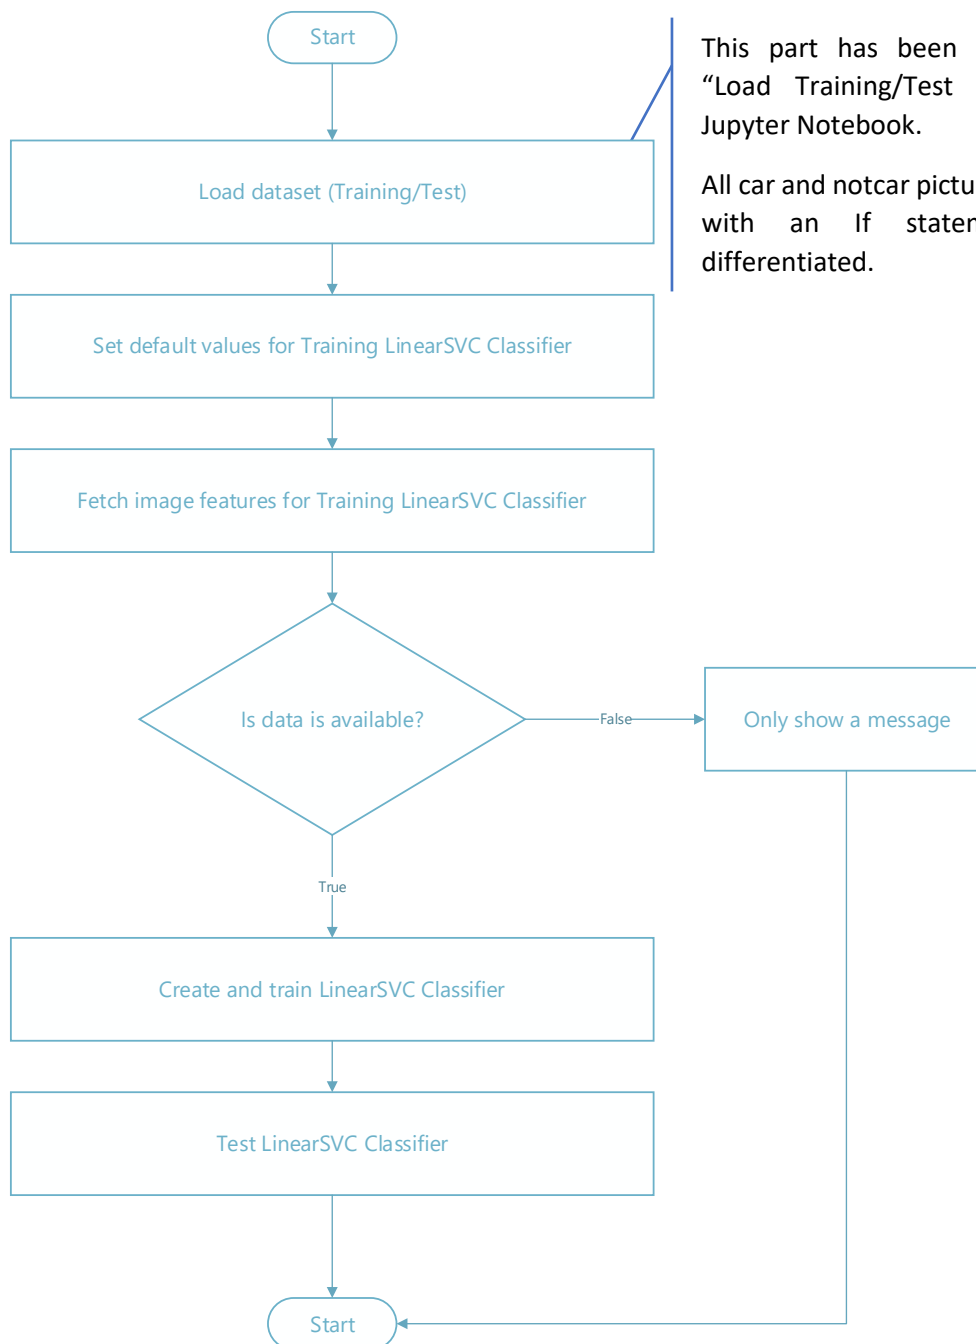 Start
This part has been
“Load Training/Test
Jupyter Notebook.
All car and notcar
with an If
differentiated.
Load dataset (Training/Test)
Set default values for Training LinearSVC Classifier
Fetch image features for Training LinearSVC Classifier
Is data is available?
False
Only show a message
True
Create and train LinearSVC Classifier
Test LinearSVC Classifier
Start